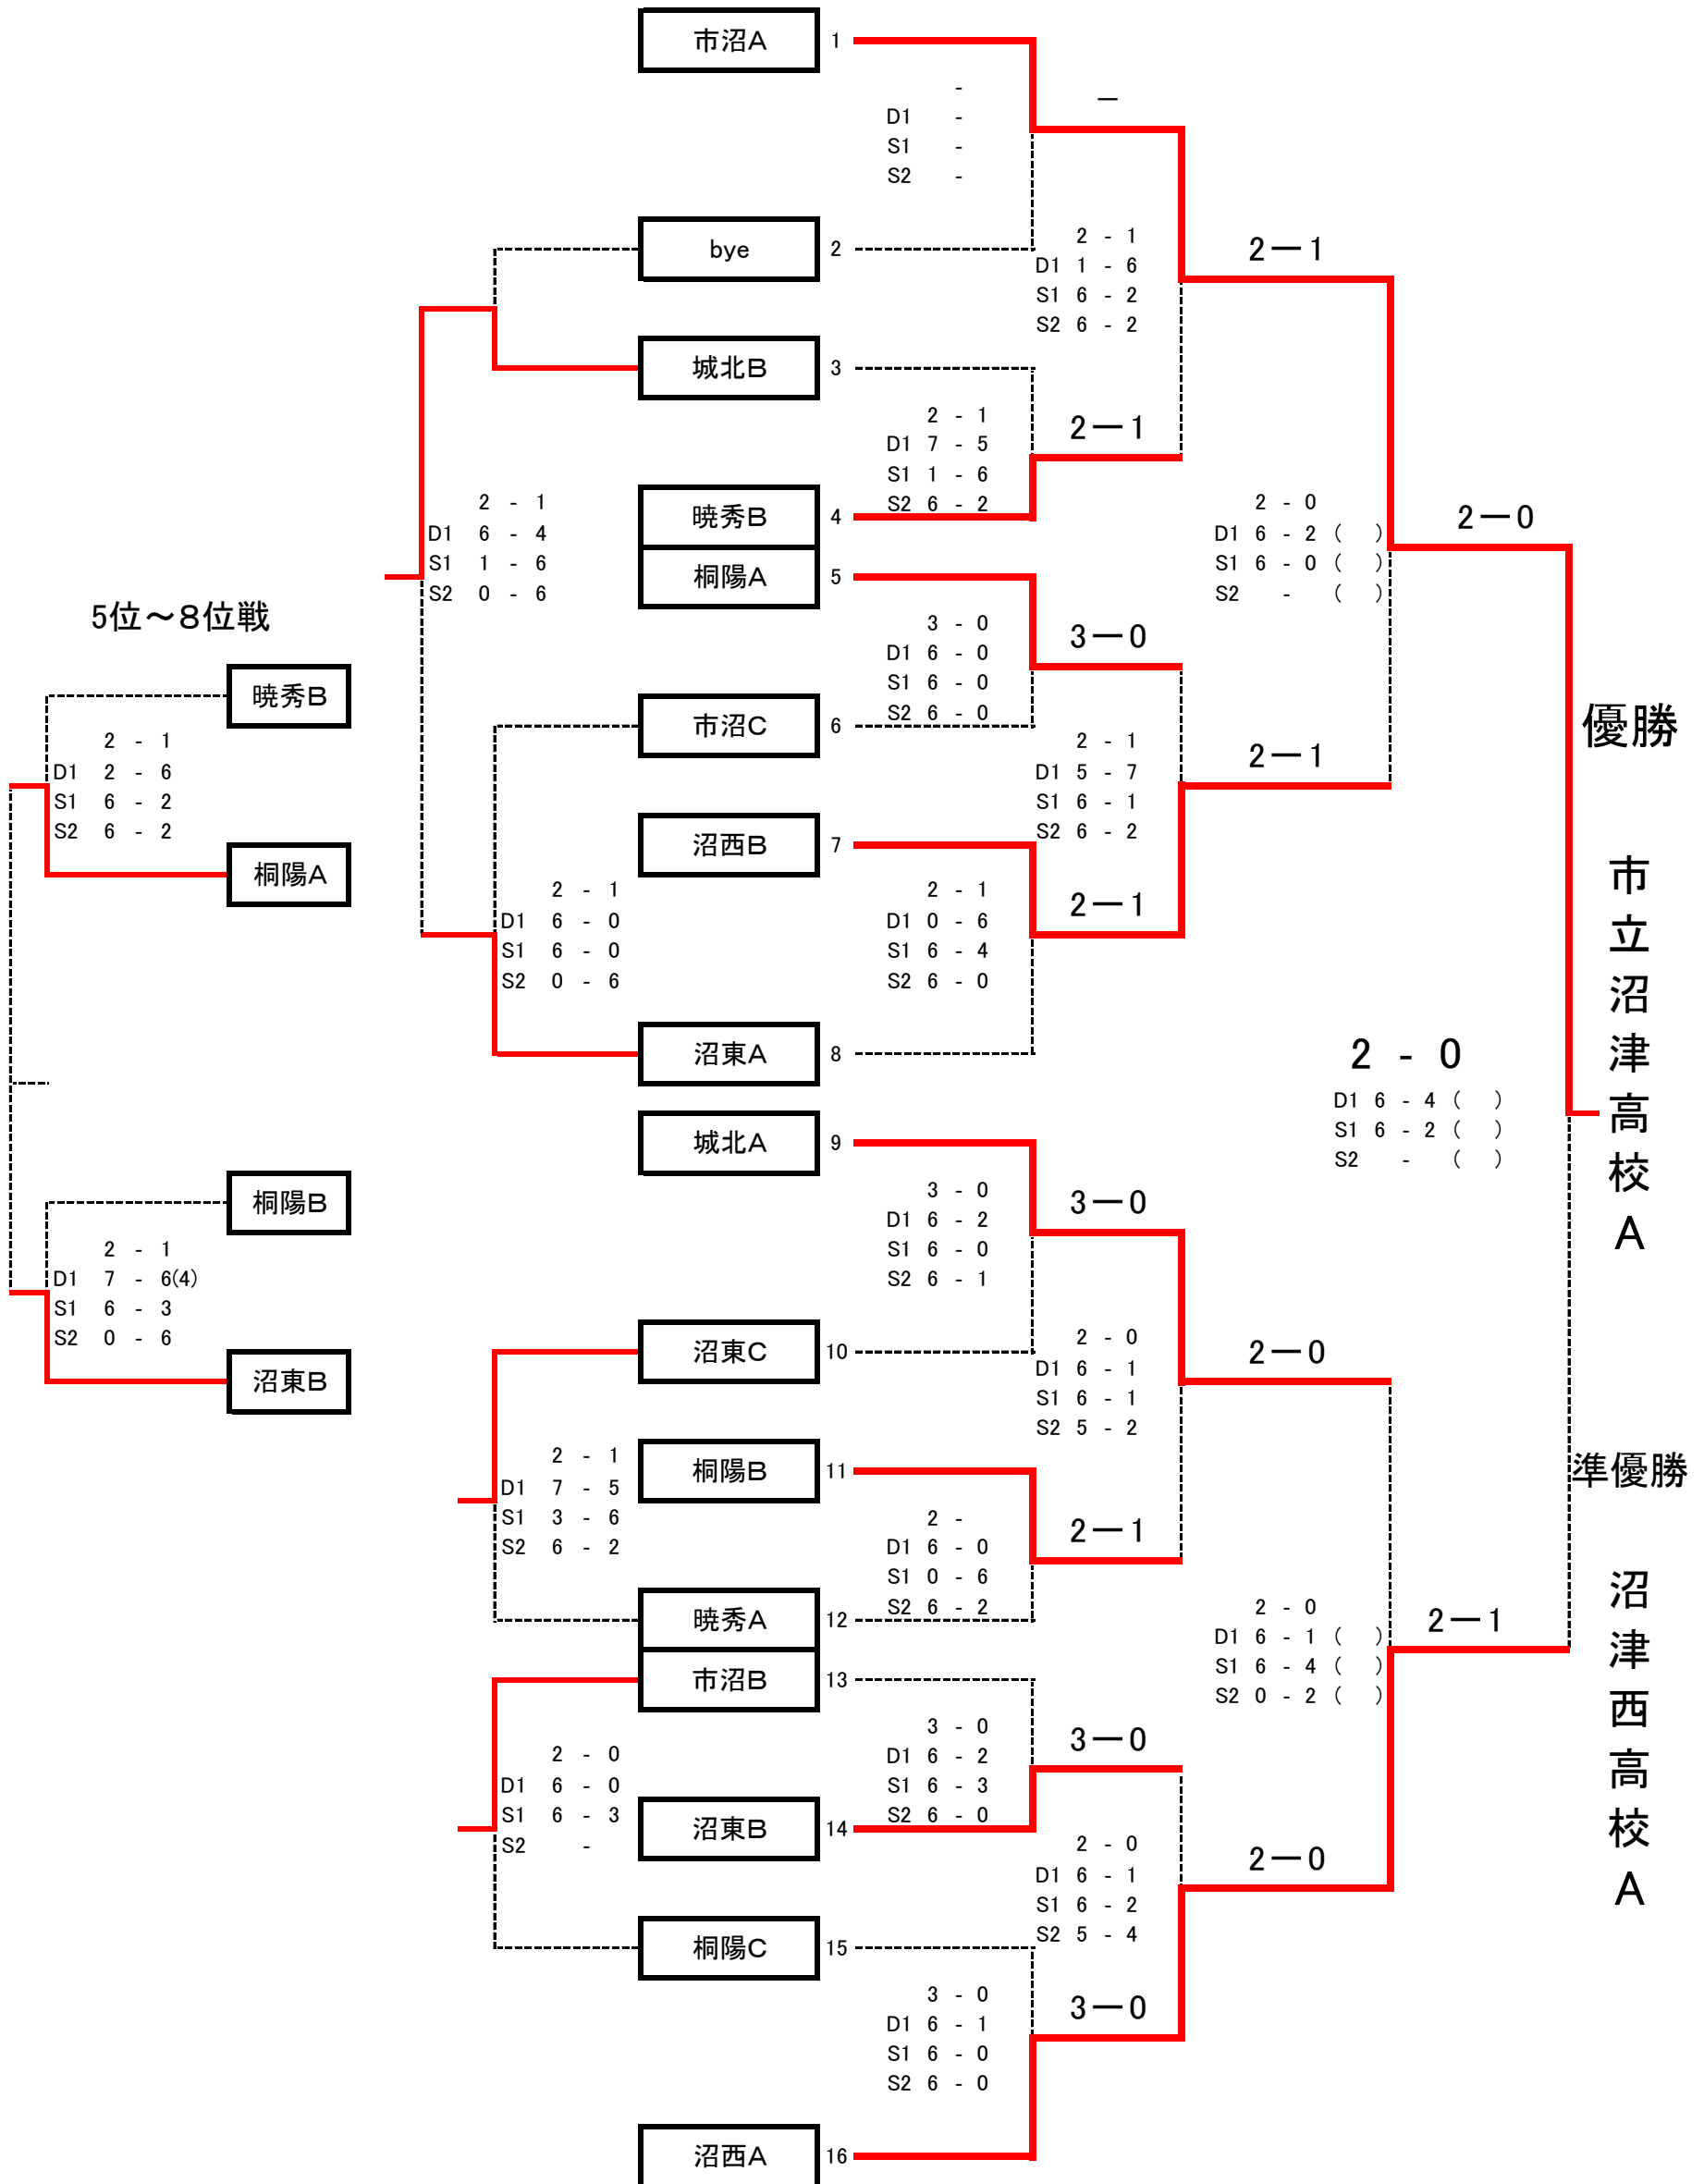 市沼A 1
-
D1 -
S1 -
S2 -
－
bye 2
2 - 1
D1 1 - 6
S1 6 - 2
S2 6 - 2
2－1
城北B 3
2 - 1
D1 7 - 5
S1 1 - 6
S2 6 - 2
2－1
暁秀B 4
2 - 1
D1 6 - 4
S1 1 - 6
S2 0 - 6
2 - 0
D1 6 - 2 ( )
S1 6 - 0 ( )
S2 - ( )
2－0
桐陽A 5
3 - 0
D1 6 - 0
S1 6 - 0
S2 6 - 0
3－0
5位～8位戦
暁秀B
2 - 1
D1 2 - 6
S1 6 - 2
S2 6 - 2
桐陽A
市沼C 6
2 - 1
D1 5 - 7
S1 6 - 1
S2 6 - 2
2－1
優勝
市立沼津高校A
沼西B 7
2 - 1
D1 6 - 0
S1 6 - 0
S2 0 - 6
2 - 1
D1 0 - 6
S1 6 - 4
S2 6 - 0
2－1
沼東A 8
2 - 0
D1 6 - 4 ( )
S1 6 - 2 ( )
S2 - ( )
城北A 9
3 - 0
D1 6 - 2
S1 6 - 0
S2 6 - 1
3－0
桐陽B
2 - 1
D1 7 - 6(4)
S1 6 - 3
S2 0 - 6
沼東B
沼東C 10
2 - 0
D1 6 - 1
S1 6 - 1
S2 5 - 2
2－0
2 - 1
D1 7 - 5
S1 3 - 6
S2 6 - 2
桐陽B 11
2 -
D1 6 - 0
S1 0 - 6
S2 6 - 2
2－1
準優勝
沼津西高校A
暁秀A 12
2 - 0
D1 6 - 1 ( )
S1 6 - 4 ( )
S2 0 - 2 ( )
2－1
市沼B 13
3 - 0
D1 6 - 2
S1 6 - 3
S2 6 - 0
3－0
2 - 0
D1 6 - 0
S1 6 - 3
S2 -
沼東B 14
2 - 0
D1 6 - 1
S1 6 - 2
S2 5 - 4
2－0
桐陽C 15
3 - 0
D1 6 - 1
S1 6 - 0
S2 6 - 0
3－0
沼西A 16